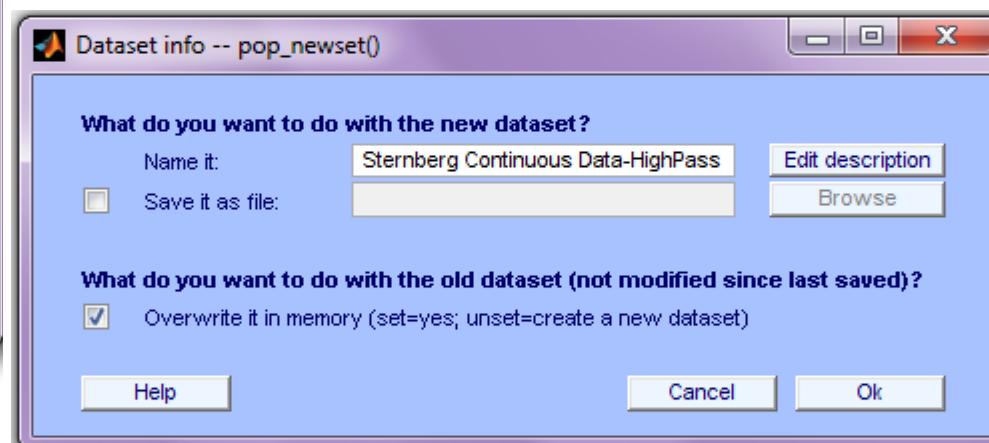 Dataset info -- pop_newset()
What do you want to do with the new dataset?
Name it: Sternberg Continuous Data-HighPass Edit description
Save it as file: Browse
What do you want to do with the old dataset (not modified since last saved)?
Overwrite it in memory (set=yes; unset=create a new dataset)
Help Cancel Ok